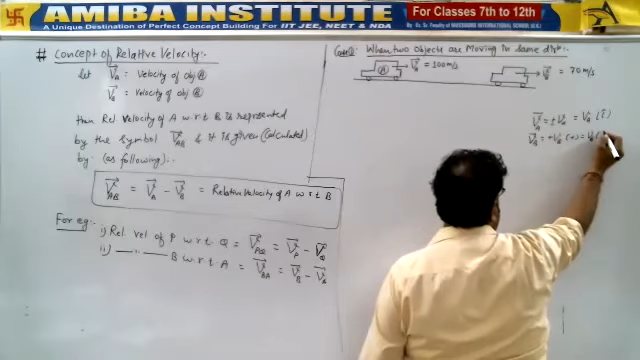 AMIBA INSTITUTE
A Unique Destination of Perfect Concept Building For IIT JEE, NEET & NDA
For Classes 7th to 12th
# Concept of Relative Velocity:-
let V⃗A = Velocity of obj A
V⃗B = Velocity of obj B
then Rel. Velocity of A w.r.t B is represented
by the symbol V⃗AB & it is given (calculated)
by: (as following):
V⃗AB = V⃗A - V⃗B = Relative Velocity of A w.r.t B
For eg:-
i) Rel. vel of P w.r.t. Q = V⃗PQ = V⃗P - V⃗Q
ii) —— " —— B w.r.t. A = V⃗BA = V⃗B - V⃗A
When two Objects are Moving in same
A V⃗A = 100 m/s
V⃗B = 70 m/s
V⃗A = + VA = VA (î)
V⃗B = +VB